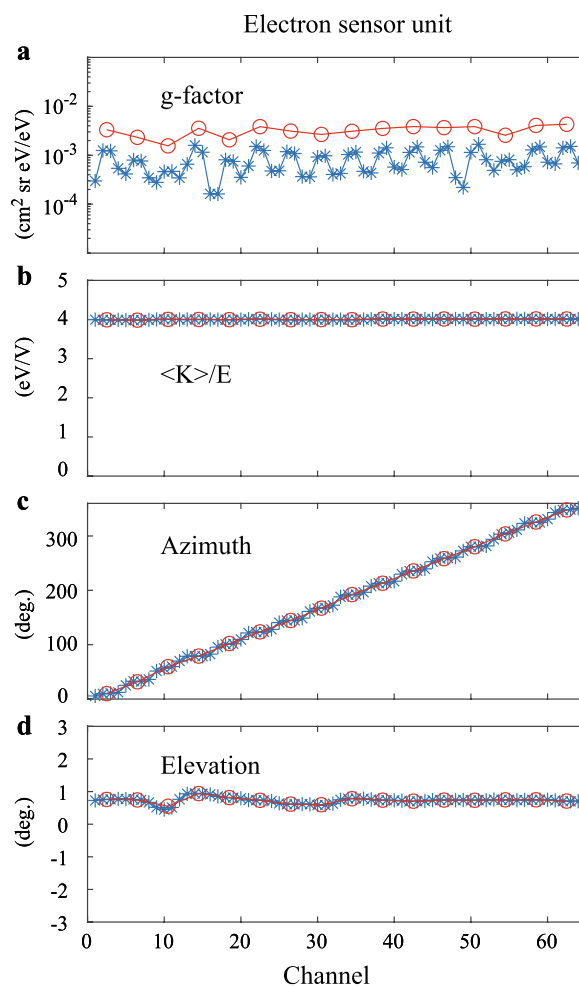 Electron sensor unit
a
g-factor
10^-2
10^-3
10^-4
(cm² sr eV/eV)
b
5
4
3
2
1
0
(eV/V)
<K>/E
c
Azimuth
300
200
100
0
(deg.)
d
Elevation
3
2
1
0
-1
-2
-3
(deg.)
0 10 20 30 40 50 60
Channel